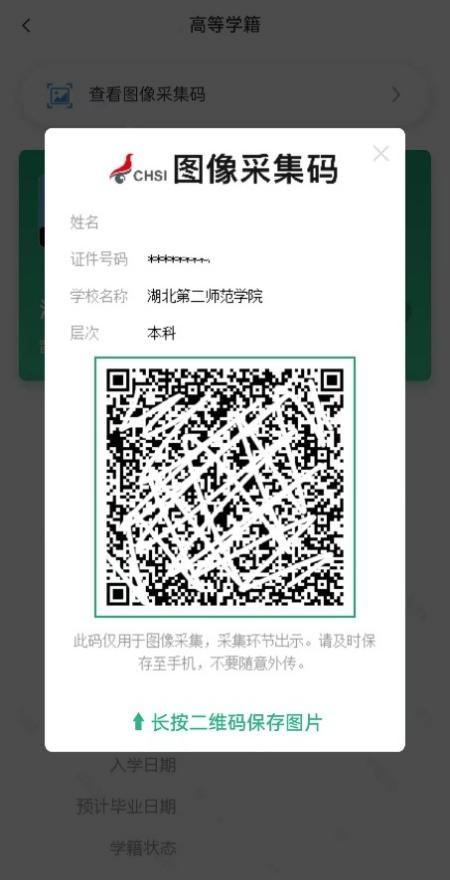 高等学籍
查看图像采集码
CHSI 图像采集码
姓名
证件号码 ********
学校名称 湖北第二师范学院
层次 本科
此码仅用于图像采集，采集环节出示。请及时保
存至手机，不要随意外传。
长按二维码保存图片
入学日期
预计毕业日期
学籍状态